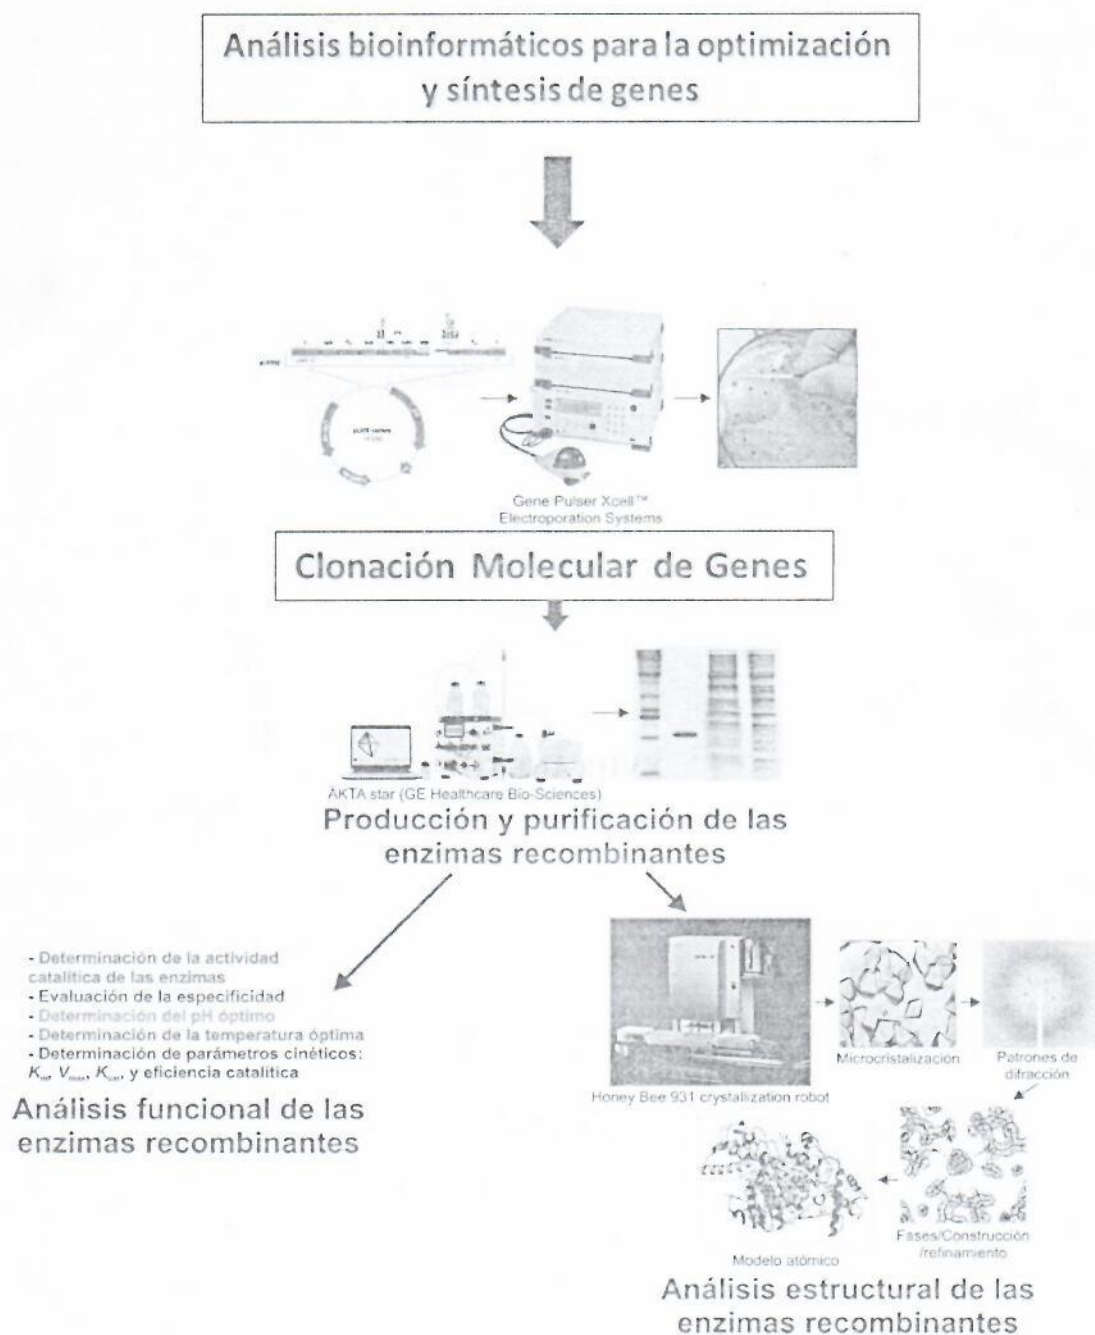 Análisis bioinformáticos para la optimización
y síntesis de genes
Gene Pulser Xcell™
Electroporation Systems
Clonación Molecular de Genes
ÄKTA star (GE Healthcare Bio-Sciences)
Producción y purificación de las
enzimas recombinantes
- Determinación de la actividad
catalítica de las enzimas
- Evaluación de la especificidad
- Determinación del pH óptimo
- Determinación de la temperatura óptima
- Determinación de parámetros cinéticos:
Km, Vmax, Kcat, y eficiencia catalítica
Análisis funcional de las
enzimas recombinantes
Honey Bee 931 crystallization robot
Microcristalización
Patrones de
difracción
Fases/Construcción
/refinamiento
Modelo atómico
Análisis estructural de las
enzimas recombinantes